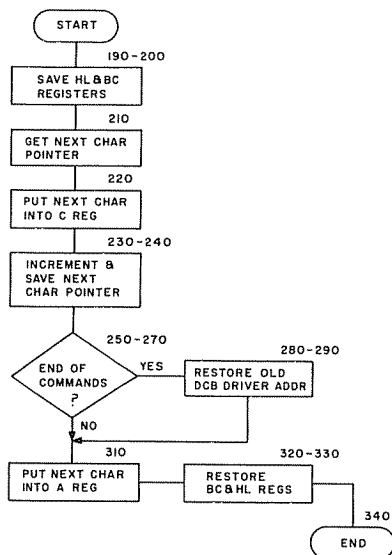 START
190-200
SAVE HL&BC
REGISTERS
210
GET NEXT CHAR
POINTER
220
PUT NEXT CHAR
INTO C REG
230-240
INCREMENT &
SAVE NEXT
CHAR POINTER
250-270
END OF
COMMANDS
?
YES
280-290
RESTORE OLD
DCB DRIVER ADDR
NO
310
PUT NEXT CHAR
INTO A REG
320-330
RESTORE
BC&HL REGS
340
END